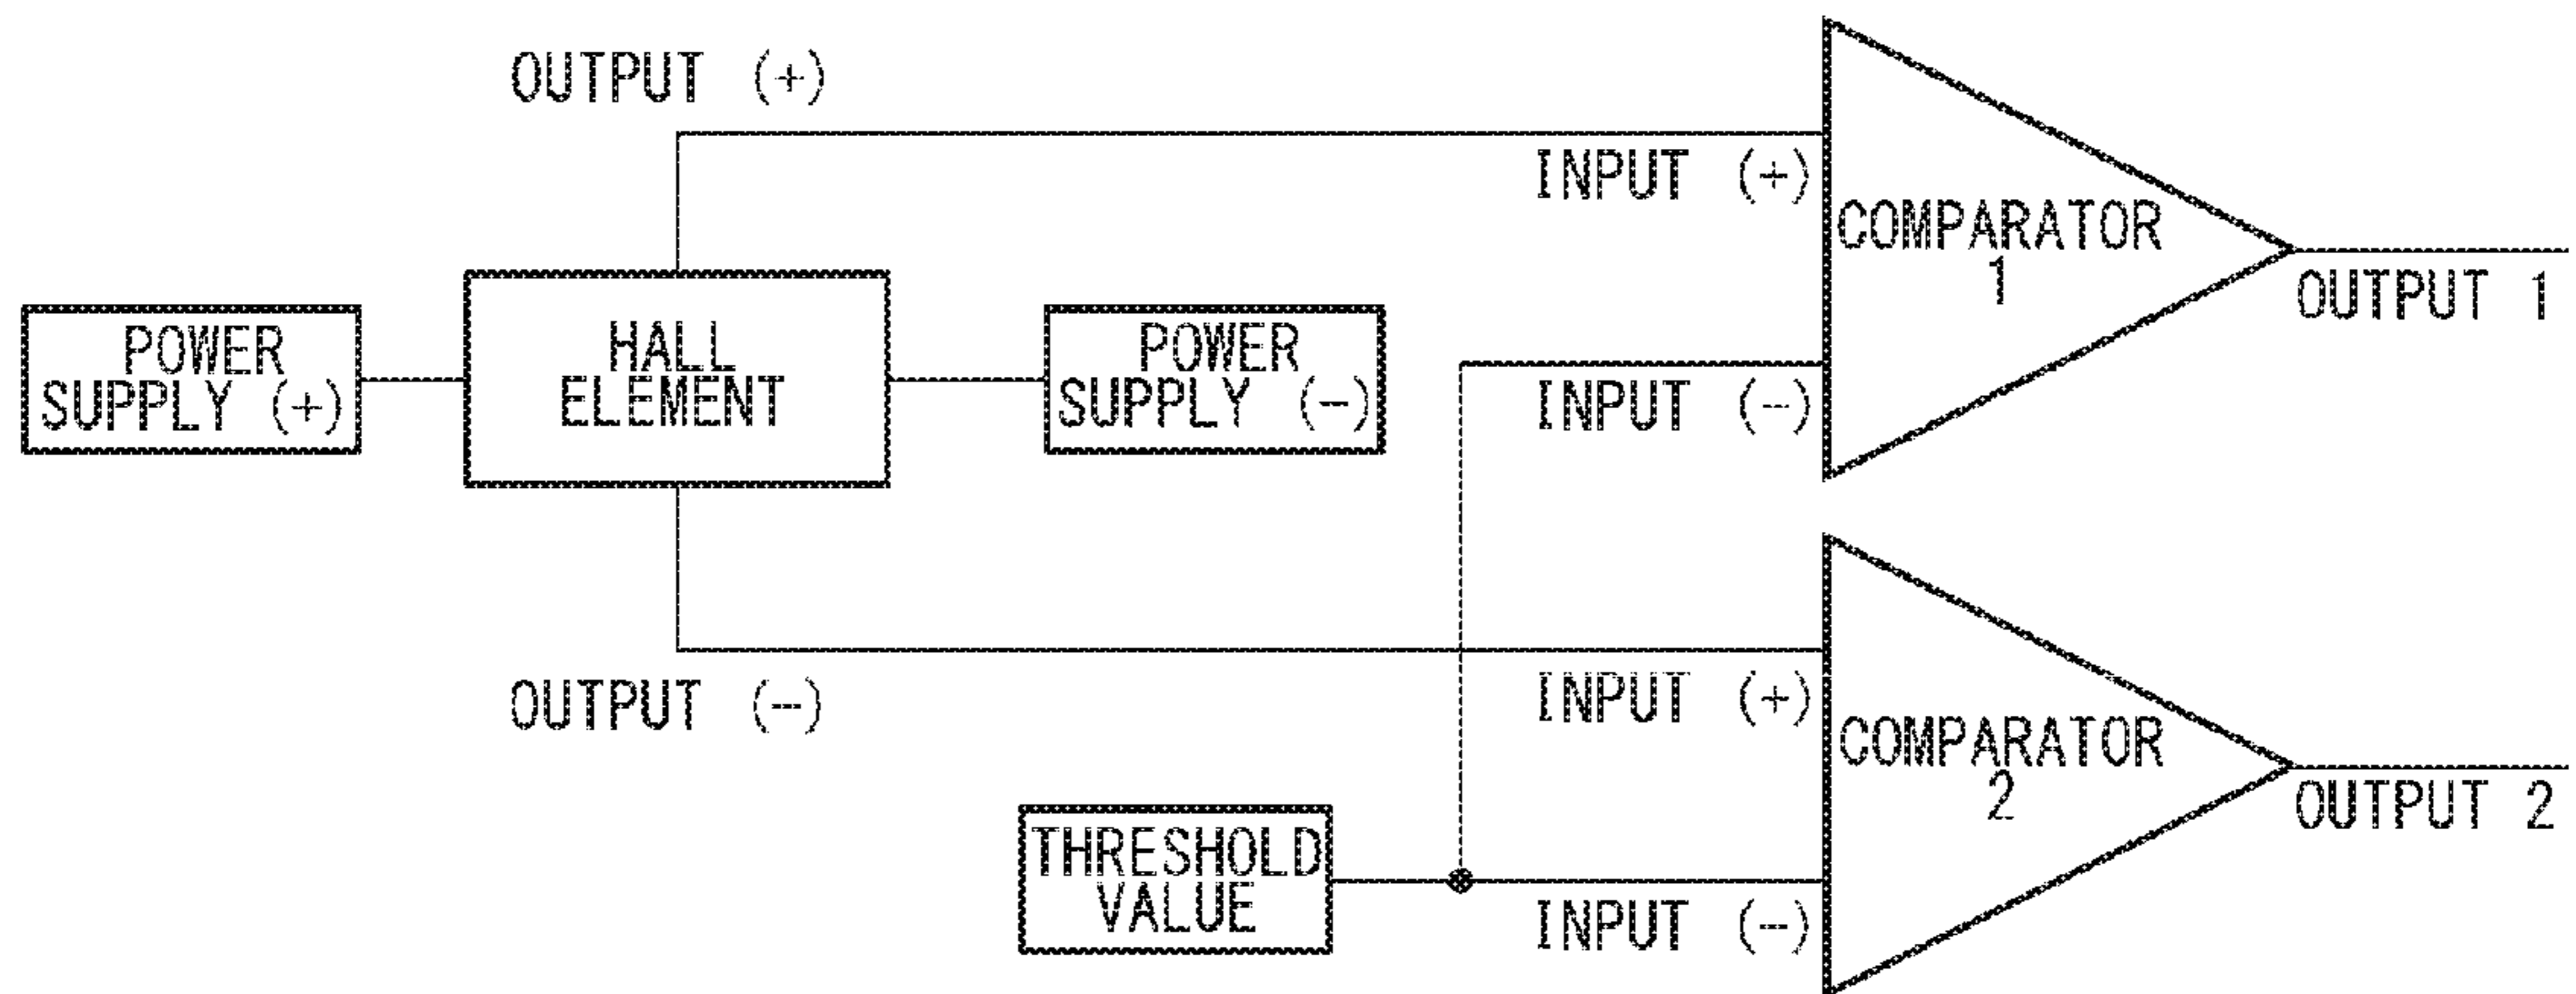 OUTPUT (+)
INPUT (+)
COMPARATOR
1
OUTPUT 1
POWER
SUPPLY (+)
HALL
ELEMENT
POWER
SUPPLY (-)
INPUT (-)
OUTPUT (-)
INPUT (+)
COMPARATOR
2
OUTPUT 2
THRESHOLD
VALUE
INPUT (-)